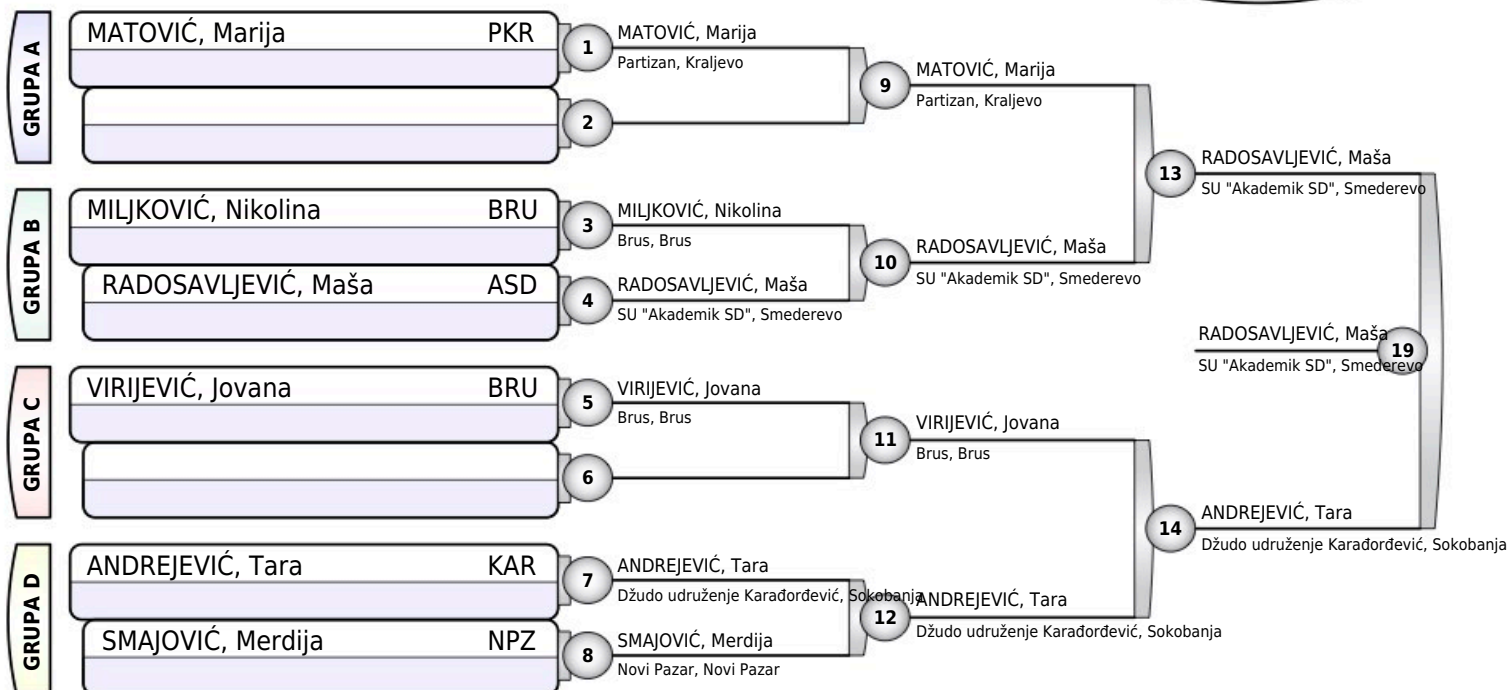 GRUPA A
MATOVIĆ, Marija PKR
1
MATOVIĆ, Marija
Partizan, Kraljevo
2
9
MATOVIĆ, Marija
Partizan, Kraljevo
GRUPA B
MILJKOVIĆ, Nikolina BRU
RADOSAVLJEVIĆ, Maša ASD
3
MILJKOVIĆ, Nikolina
Brus, Brus
4
RADOSAVLJEVIĆ, Maša
SU "Akademik SD", Smederevo
10
RADOSAVLJEVIĆ, Maša
SU "Akademik SD", Smederevo
13
RADOSAVLJEVIĆ, Maša
SU "Akademik SD", Smederevo
RADOSAVLJEVIĆ, Maša
19
SU "Akademik SD", Smederevo
GRUPA C
VIRIJEVIĆ, Jovana BRU
5
VIRIJEVIĆ, Jovana
Brus, Brus
6
11
VIRIJEVIĆ, Jovana
Brus, Brus
GRUPA D
ANDREJEVIĆ, Tara KAR
SMAJOVIĆ, Merdija NPZ
7
ANDREJEVIĆ, Tara
Džudo udruženje Karađorđević, Sokobanja
8
SMAJOVIĆ, Merdija
Novi Pazar, Novi Pazar
12
ANDREJEVIĆ, Tara
Džudo udruženje Karađorđević, Sokobanja
14
ANDREJEVIĆ, Tara
Džudo udruženje Karađorđević, Sokobanja